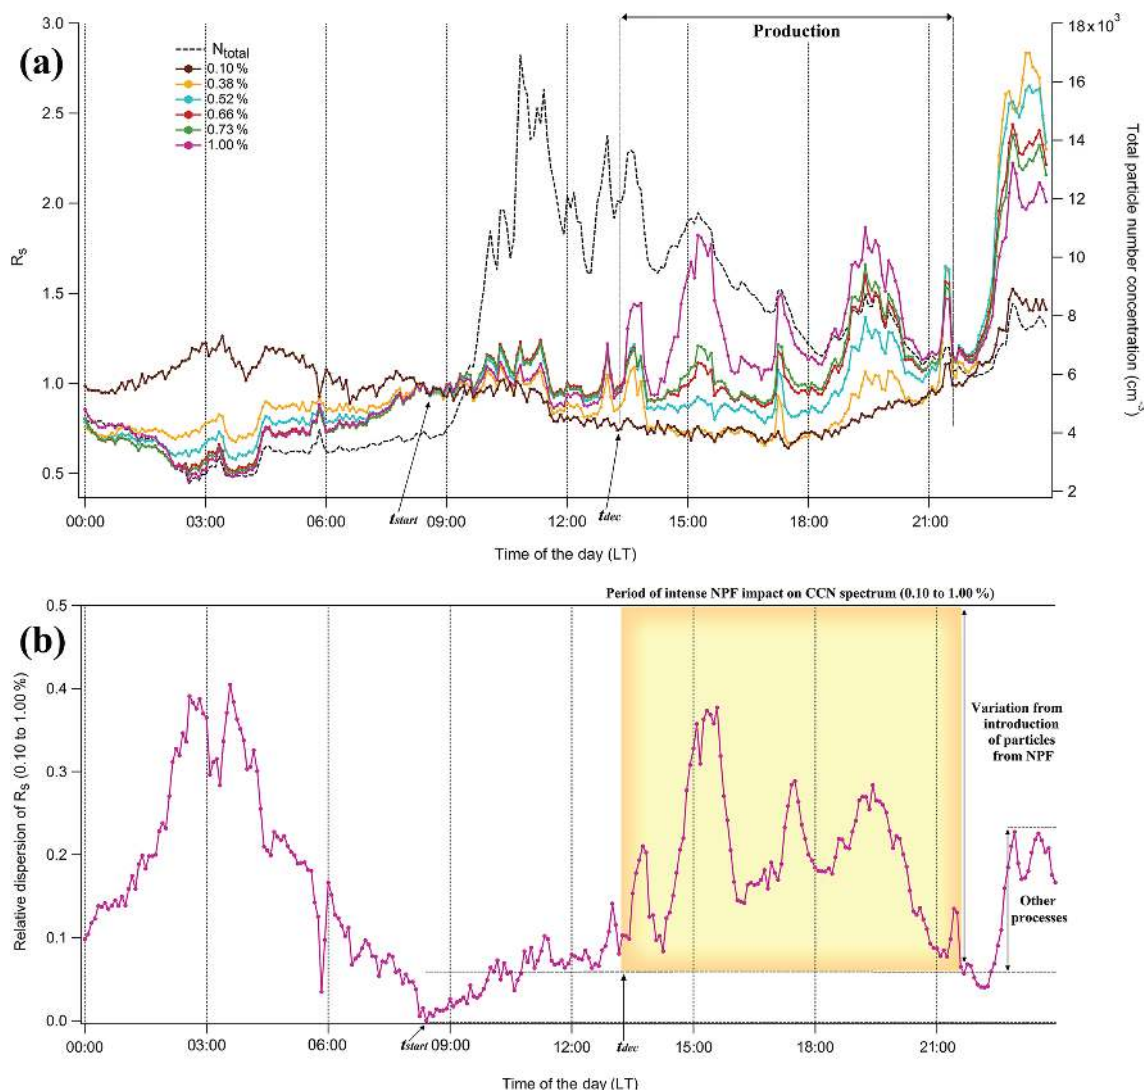 (a)
Production
N_total
0.10 %
0.38 %
0.52 %
0.66 %
0.73 %
1.00 %
3.0
2.5
2.0
1.5
1.0
0.5
R_s
18x10³
16
14
12
10
8
6
4
2
Total particle number concentration (cm⁻³)
t_start
t_dec
00:00 03:00 06:00 09:00 12:00 15:00 18:00 21:00
Time of the day (LT)
Period of intense NPF impact on CCN spectrum (0.10 to 1.00 %)
(b)
0.5
0.4
0.3
0.2
0.1
0.0
Relative dispersion of R_s (0.10 to 1.00 %)
Variation from
introduction
of particles
from NPF
Other
processes
t_start
t_dec
00:00 03:00 06:00 09:00 12:00 15:00 18:00 21:00
Time of the day (LT)